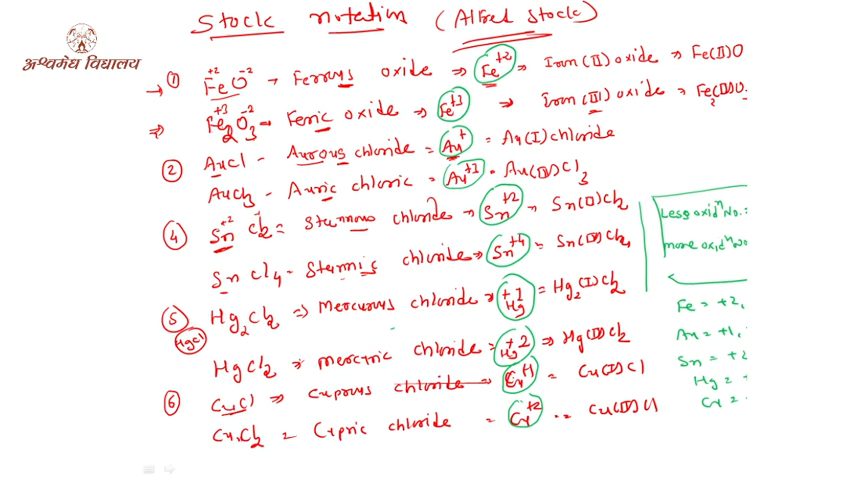 Stock notation (Alfred Stock)
अश्वमेध विद्यालय
→ ① Fe⁺²O⁻² → Ferrous oxide ⇒ Fe⁺² = Iron (II) oxide ⇒ Fe(II)O
⇒ Fe₂⁺³O₃⁻² → Ferric oxide ⇒ Fe⁺³ ⇒ Iron (III) oxide ⇒ Fe₂(III)O₃
② AuCl - Aurous chloride = Au⁺ = Au(I)chloride
AuCl₃ - Auric chloric = Au⁺³ = Au(III)Cl₃
④ Sn⁺²Cl₂⁻¹ = Stannous chloride ⇒ Sn⁺² = Sn(II)Cl₂
SnCl₄ - Stannic chloride ⇒ Sn⁺⁴ = Sn(IV)Cl₄
⑤ Hg₂Cl₂ ⇒ Mercurous chloride ⇒ Hg⁺¹ = Hg₂(I)Cl₂
HgCl
HgCl₂ ⇒ mercuric chloride = Hg⁺² ⇒ Hg(II)Cl₂
⑥ CuCl ⇒ Cuprous chloride → Cu⁺¹ = Cu(I)Cl
CuCl₂ = Cupric chloride = Cu⁺² = Cu(II)Cl
Less oxidⁿ No. =
more oxidⁿ No.
Fe = +2,
Au = +1,
Sn = +2
Hg = +
Cu =